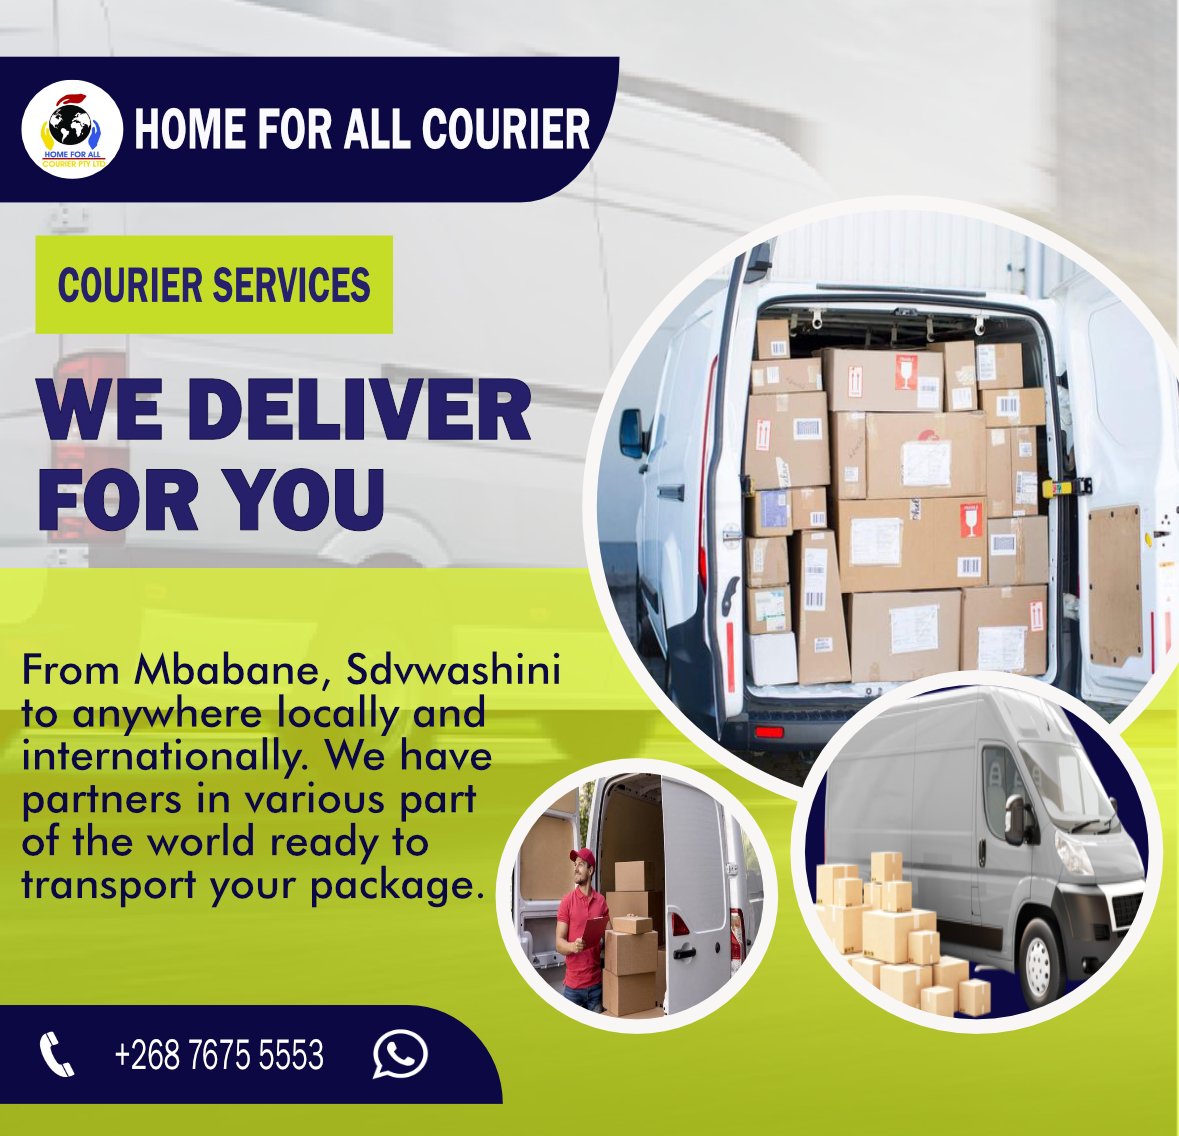 HOME FOR ALL
COURIER PTY LTD
HOME FOR ALL COURIER
COURIER SERVICES
WE DELIVER
FOR YOU
From Mbabane, Sdvwashini
to anywhere locally and
internationally. We have
partners in various part
of the world ready to
transport your package.
+268 7675 5553